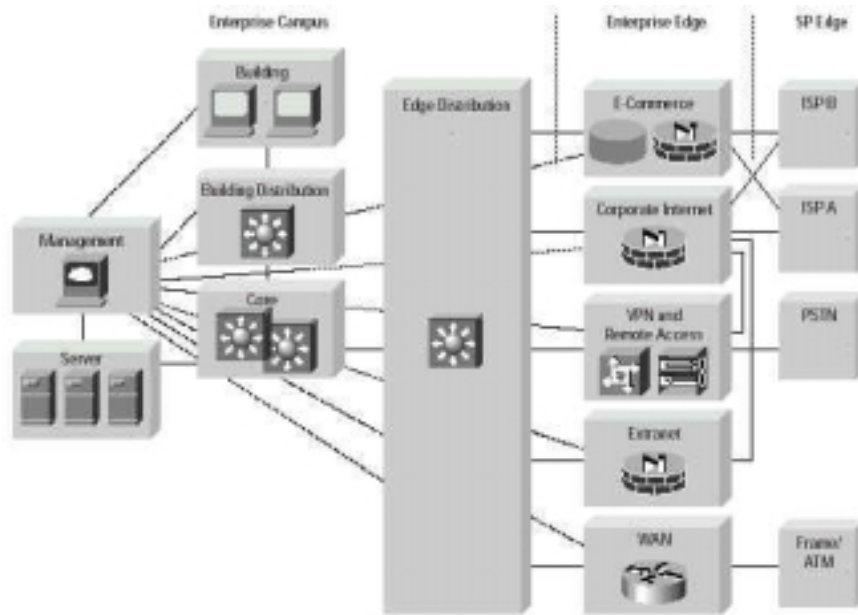 Enterprise Campus
Enterprise Edge
SP Edge
Building
Edge Distribution
E-Commerce
ISP B
Building Distribution
Management
Corporate Internet
ISP A
Core
VPN and
Remote Access
PSTN
Server
Extranet
WAN
Frame/
ATM